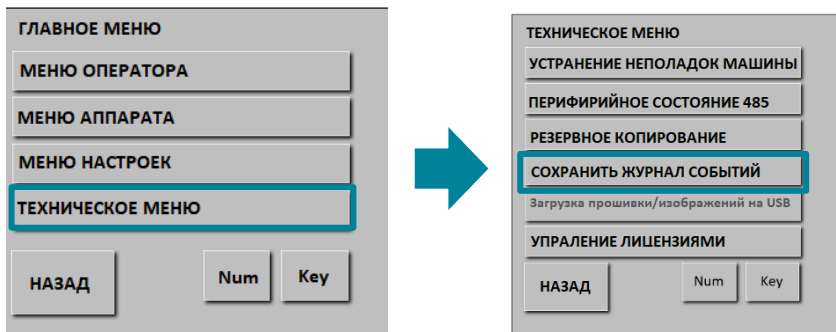 ГЛАВНОЕ МЕНЮ
МЕНЮ ОПЕРАТОРА
МЕНЮ АППАРАТА
МЕНЮ НАСТРОЕК
ТЕХНИЧЕСКОЕ МЕНЮ
НАЗАД
Num
Key
ТЕХНИЧЕСКОЕ МЕНЮ
УСТРАНЕНИЕ НЕПОЛАДОК МАШИНЫ
ПЕРИФИРИЙНОЕ СОСТОЯНИЕ 485
РЕЗЕРВНОЕ КОПИРОВАНИЕ
СОХРАНИТЬ ЖУРНАЛ СОБЫТИЙ
Загрузка прошивки/изображений на USB
УПРАЛЕНИЕ ЛИЦЕНЗИЯМИ
НАЗАД
Num
Key